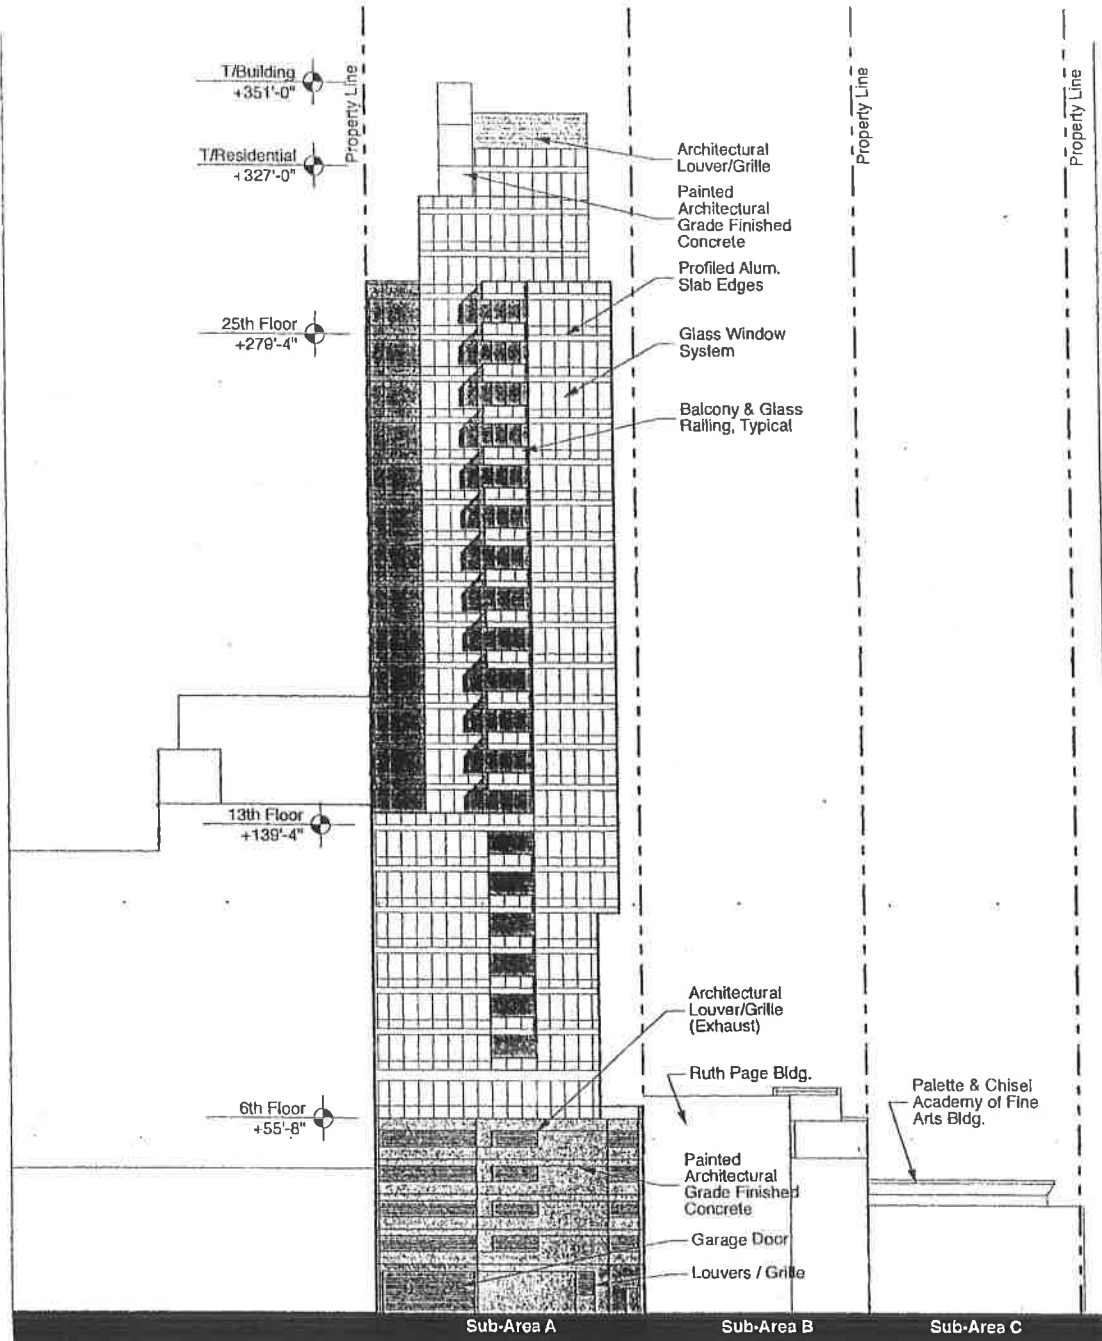 T/Building
+351'-0"
Property Line
T/Residential
+327'-0"
Property Line
Property Line
Architectural
Louver/Grille
Painted
Architectural
Grade Finished
Concrete
Profiled Alum.
Slab Edges
25th Floor
+279'-4"
Glass Window
System
Balcony & Glass
Railing, Typical
13th Floor
+139'-4"
Architectural
Louver/Grille
(Exhaust)
Ruth Page Bldg.
Palette & Chisel
Academy of Fine
Arts Bldg.
6th Floor
+55'-8"
Painted
Architectural
Grade Finished
Concrete
Garage Door
Louvers / Grille
Sub-Area A
Sub-Area B
Sub-Area C